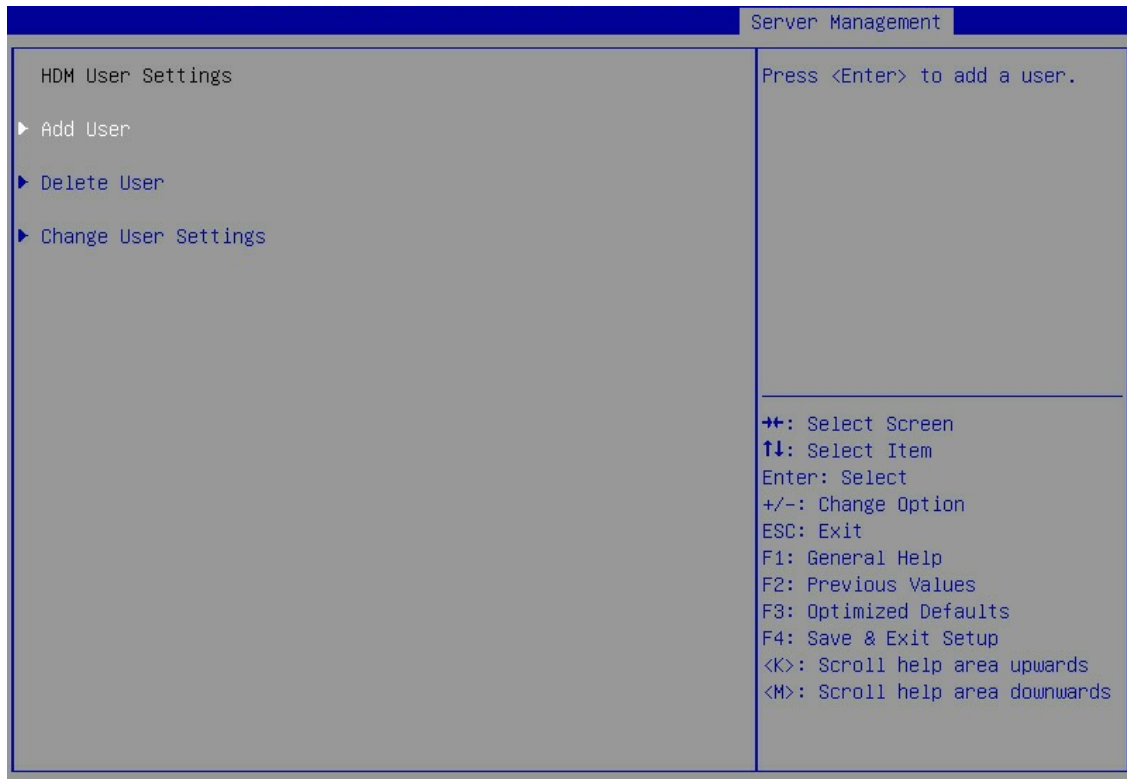 Server Management
HDM User Settings
Add User
Delete User
Change User Settings
Press <Enter> to add a user.
→←: Select Screen
↑↓: Select Item
Enter: Select
+/-: Change Option
ESC: Exit
F1: General Help
F2: Previous Values
F3: Optimized Defaults
F4: Save & Exit Setup
<K>: Scroll help area upwards
<M>: Scroll help area downwards